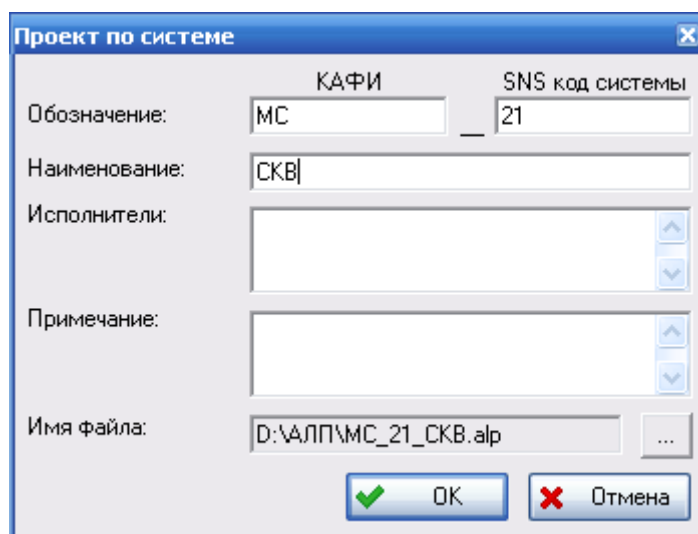 Проект по системе
КАФИ SNS код системы
Обозначение: МС _ 21
Наименование: СКВ
Исполнители:
Примечание:
Имя файла: D:\АЛП\МС_21_СКВ.alp ...
OK Отмена